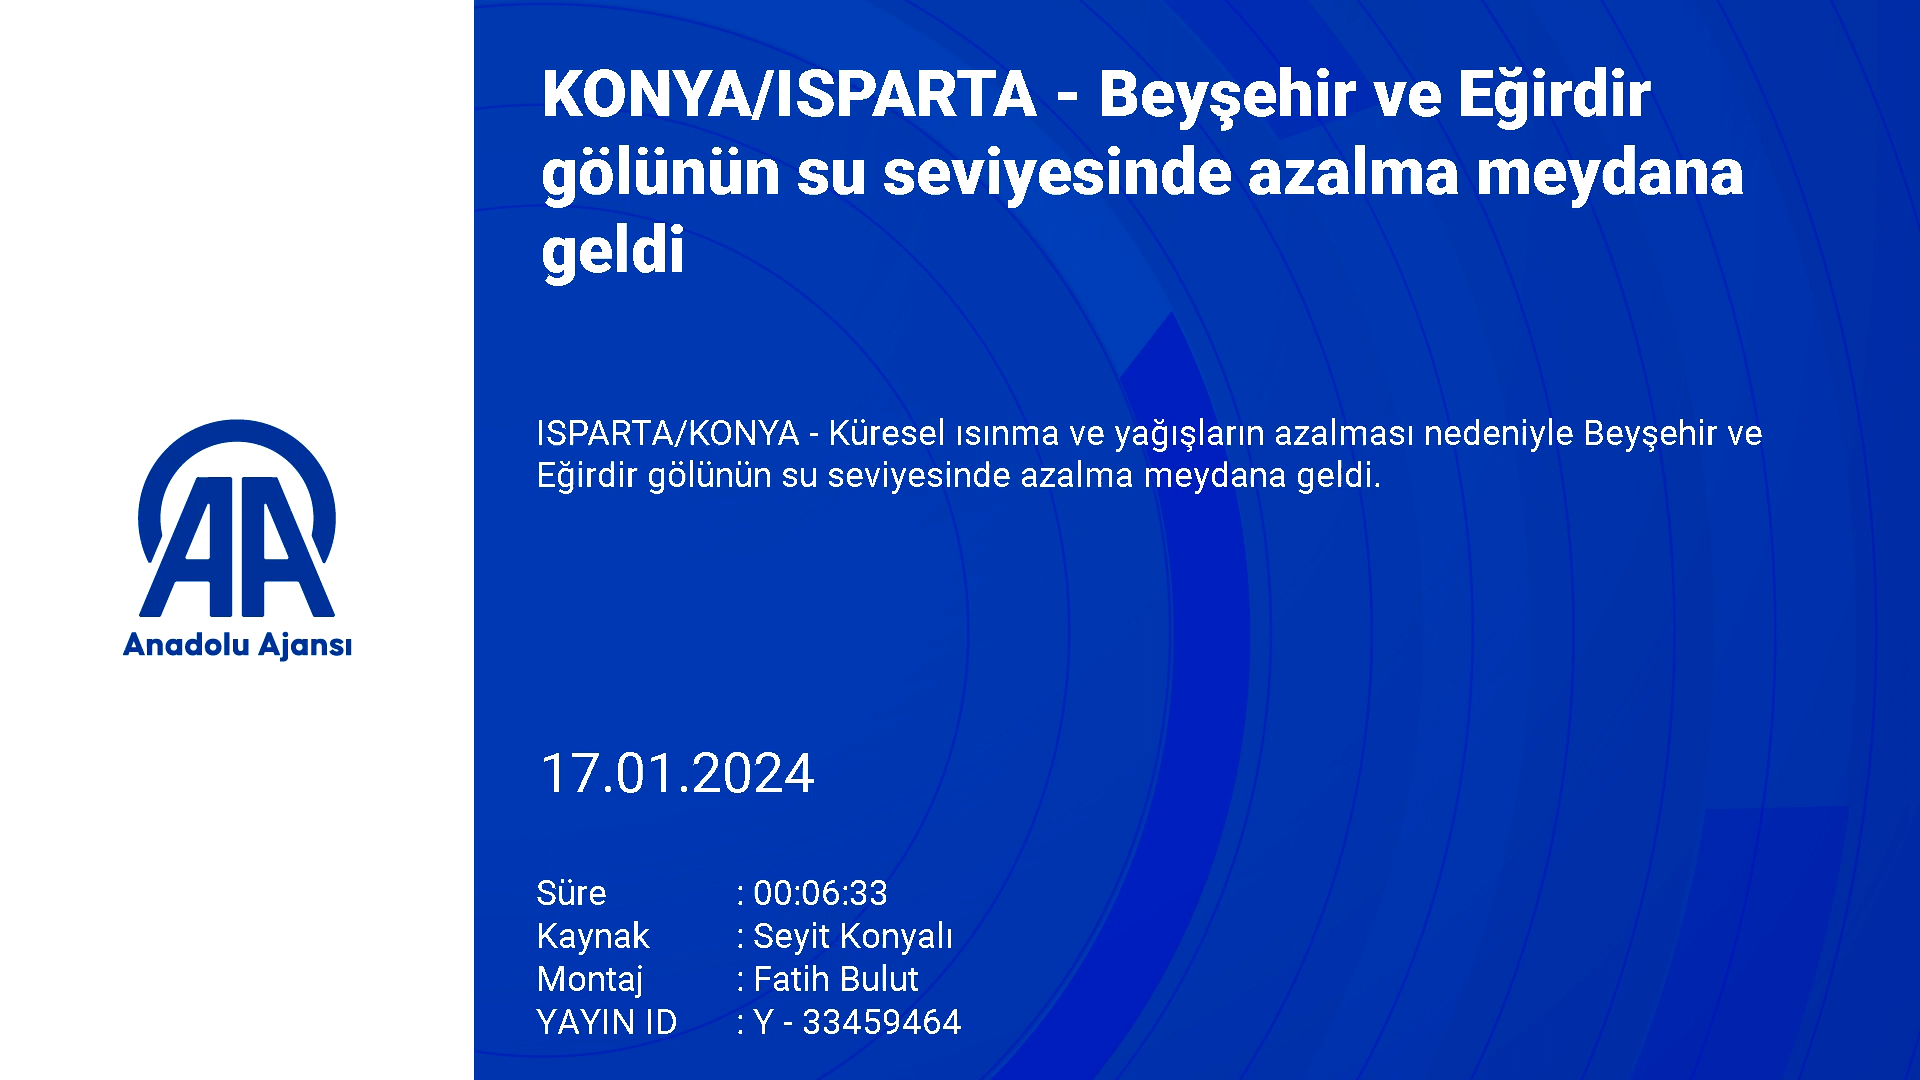 KONYA/ISPARTA - Beyşehir ve Eğirdir
gölünün su seviyesinde azalma meydana
geldi
ISPARTA/KONYA - Küresel ısınma ve yağışların azalması nedeniyle Beyşehir ve
Eğirdir gölünün su seviyesinde azalma meydana geldi.
AA
Anadolu Ajansı
17.01.2024
Süre : 00:06:33
Kaynak : Seyit Konyalı
Montaj : Fatih Bulut
YAYIN ID : Y - 33459464